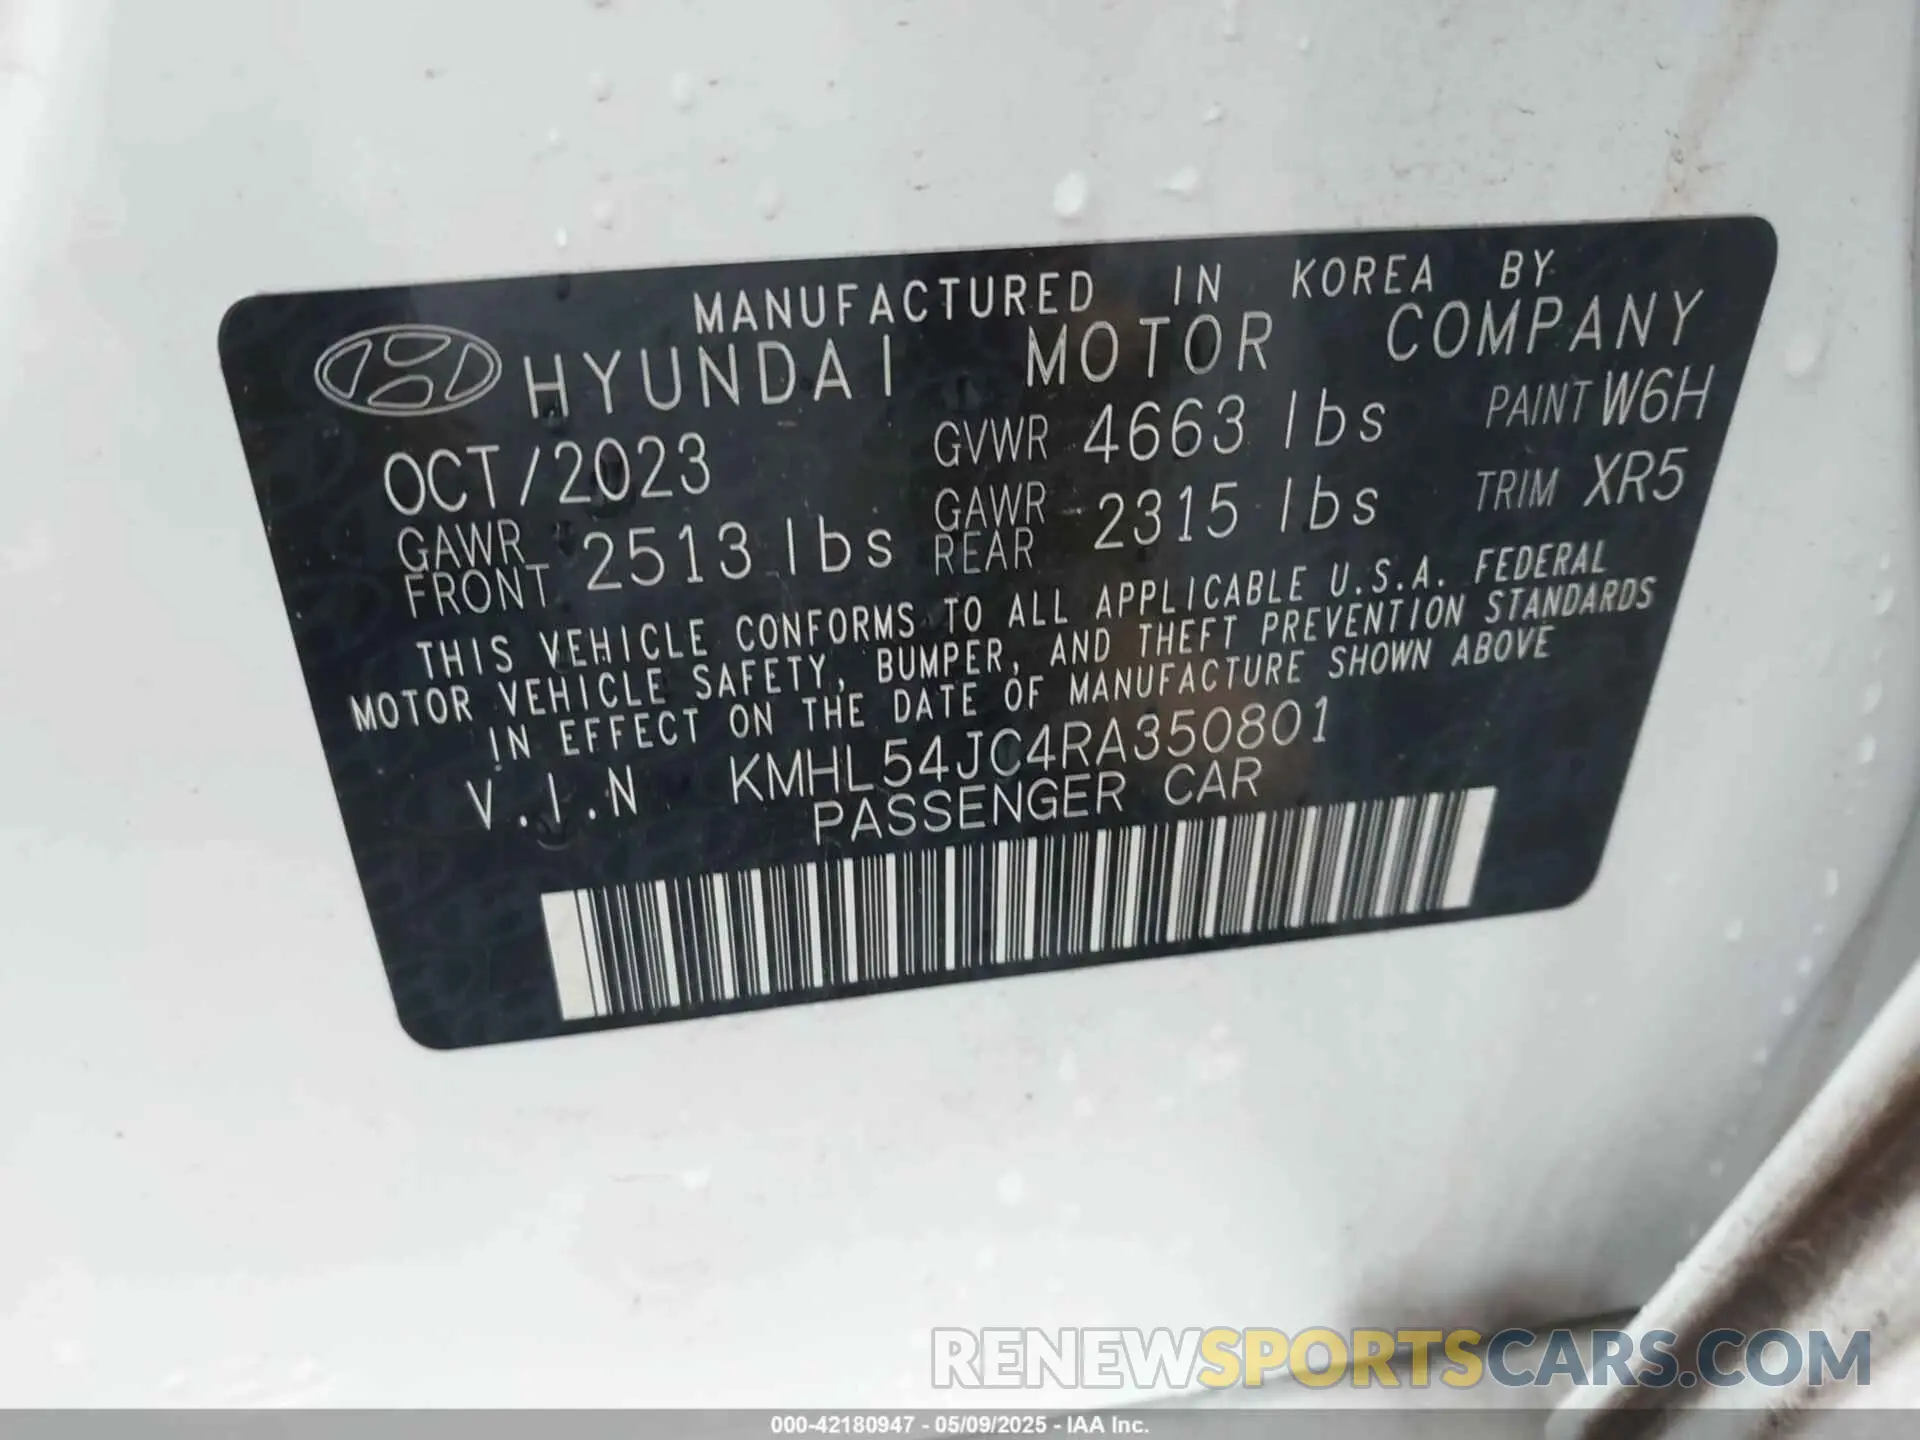 MANUFACTURED IN KOREA BY
HYUNDAI MOTOR COMPANY
OCT/2023 GVWR 4663 lbs PAINT W6H
GAWR FRONT 2513 lbs GAWR REAR 2315 lbs TRIM XR5
THIS VEHICLE CONFORMS TO ALL APPLICABLE U.S.A. FEDERAL
MOTOR VEHICLE SAFETY, BUMPER, AND THEFT PREVENTION STANDARDS
IN EFFECT ON THE DATE OF MANUFACTURE SHOWN ABOVE
V.I.N KMHL54JC4RA350801
PASSENGER CAR
RENEWSPORTSCARS.COM
000-42180947 - 05/09/2025 - IAA Inc.